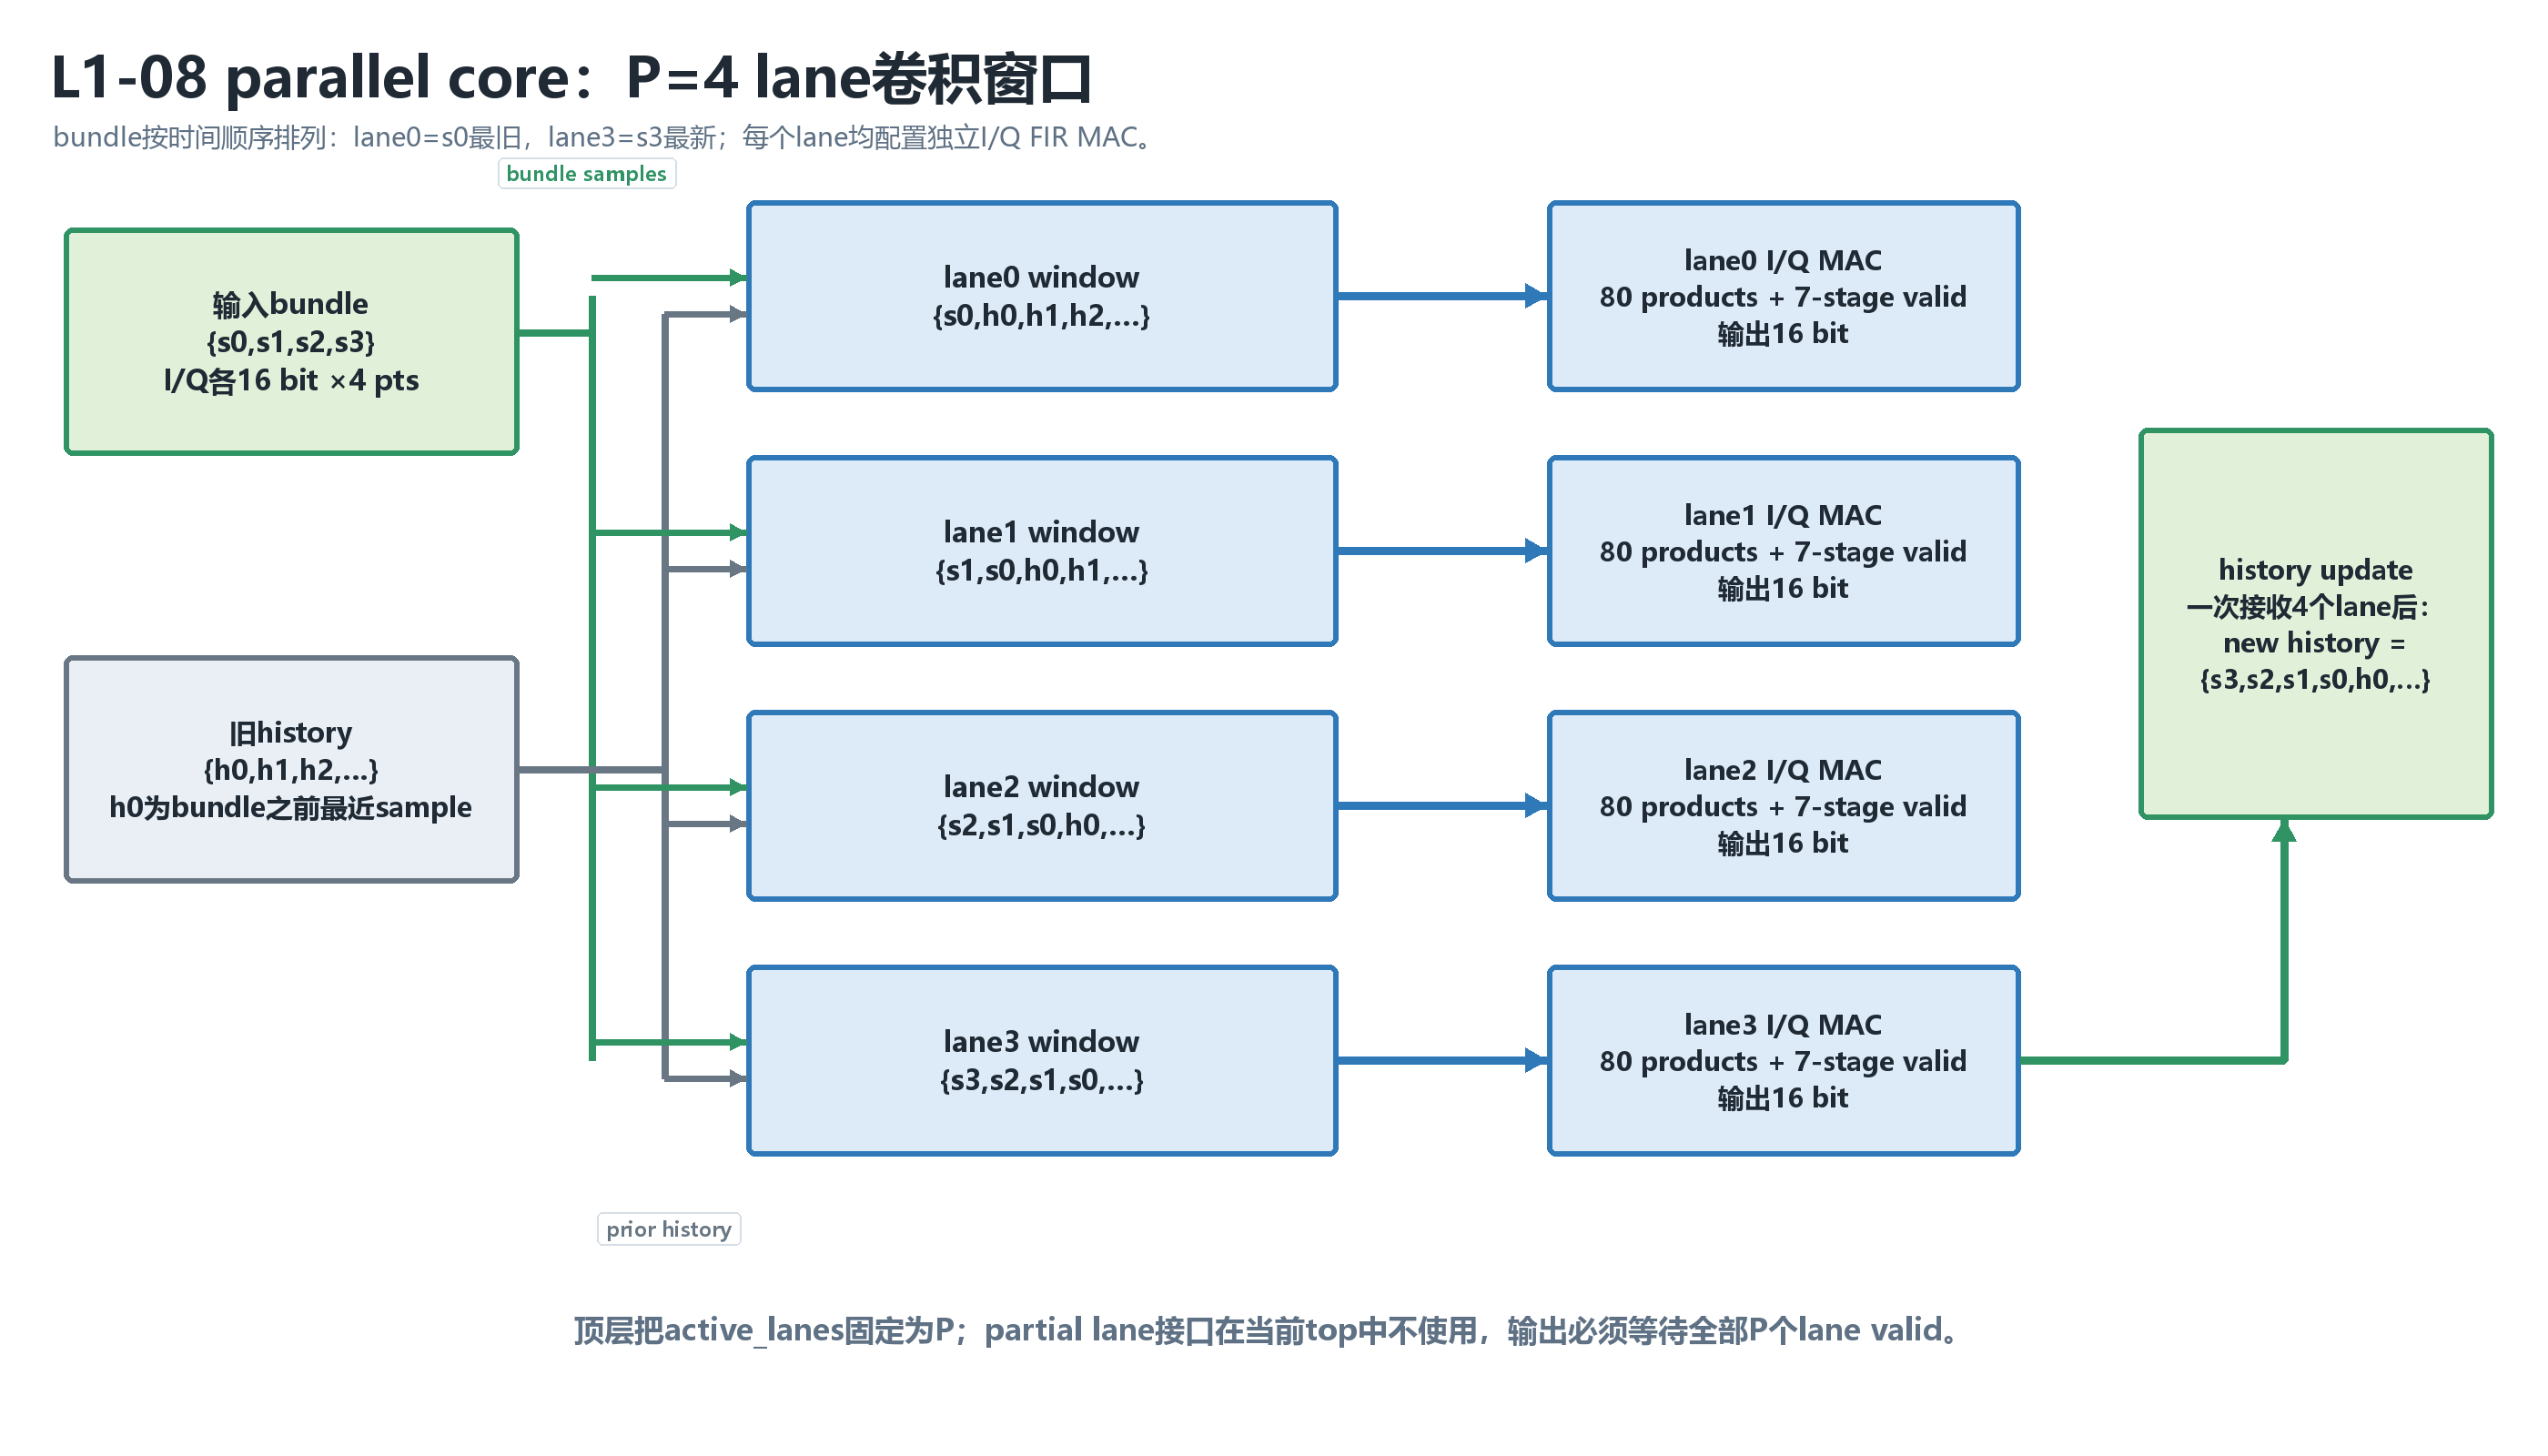 L1-08 parallel core：P=4 lane卷积窗口
bundle按时间顺序排列：lane0=s0最旧，lane3=s3最新；每个lane均配置独立I/Q FIR MAC。
bundle samples
输入bundle
{s0,s1,s2,s3}
I/Q各16 bit ×4 pts
旧history
{h0,h1,h2,...}
h0为bundle之前最近sample
lane0 window
{s0,h0,h1,h2,...}
lane0 I/Q MAC
80 products + 7-stage valid
输出16 bit
lane1 window
{s1,s0,h0,h1,...}
lane1 I/Q MAC
80 products + 7-stage valid
输出16 bit
lane2 window
{s2,s1,s0,h0,...}
lane2 I/Q MAC
80 products + 7-stage valid
输出16 bit
lane3 window
{s3,s2,s1,s0,...}
lane3 I/Q MAC
80 products + 7-stage valid
输出16 bit
history update
一次接收4个lane后：
new history =
{s3,s2,s1,s0,h0,...}
prior history
顶层把active_lanes固定为P；partial lane接口在当前top中不使用，输出必须等待全部P个lane valid。